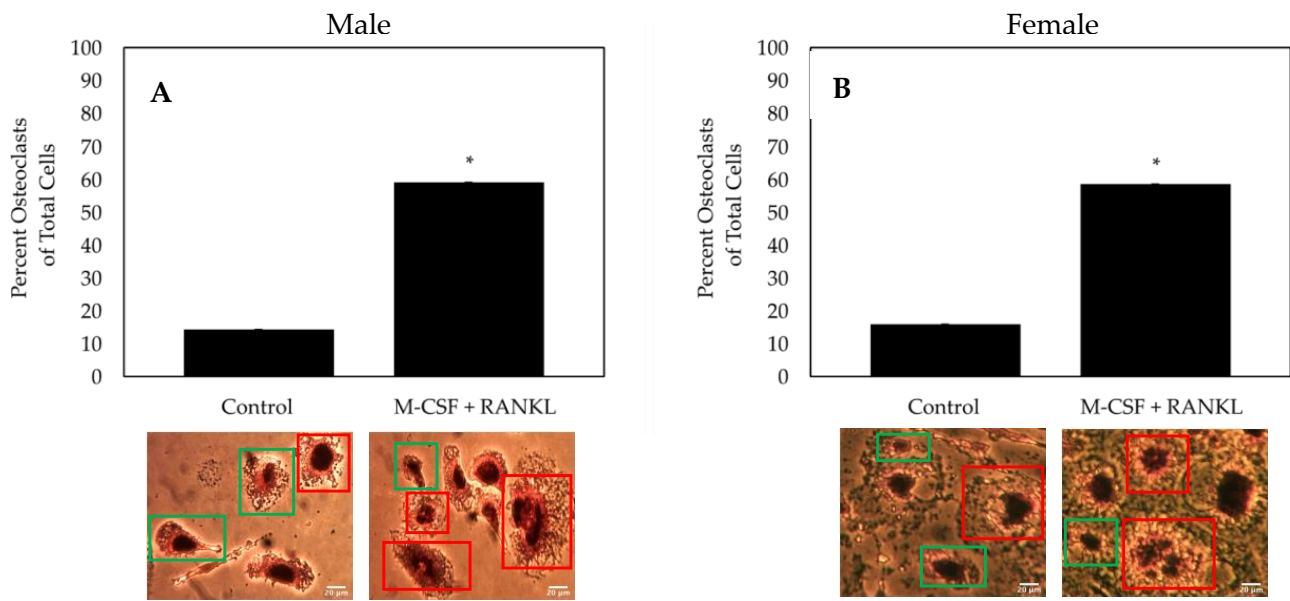 Male
A
Percent Osteoclasts
of Total Cells
100
90
80
70
60
50
40
30
20
10
0
*
Control
M-CSF + RANKL
20 μm
20 μm
Female
B
Percent Osteoclasts
of Total Cells
100
90
80
70
60
50
40
30
20
10
0
*
Control
M-CSF + RANKL
20 μm
20 μm